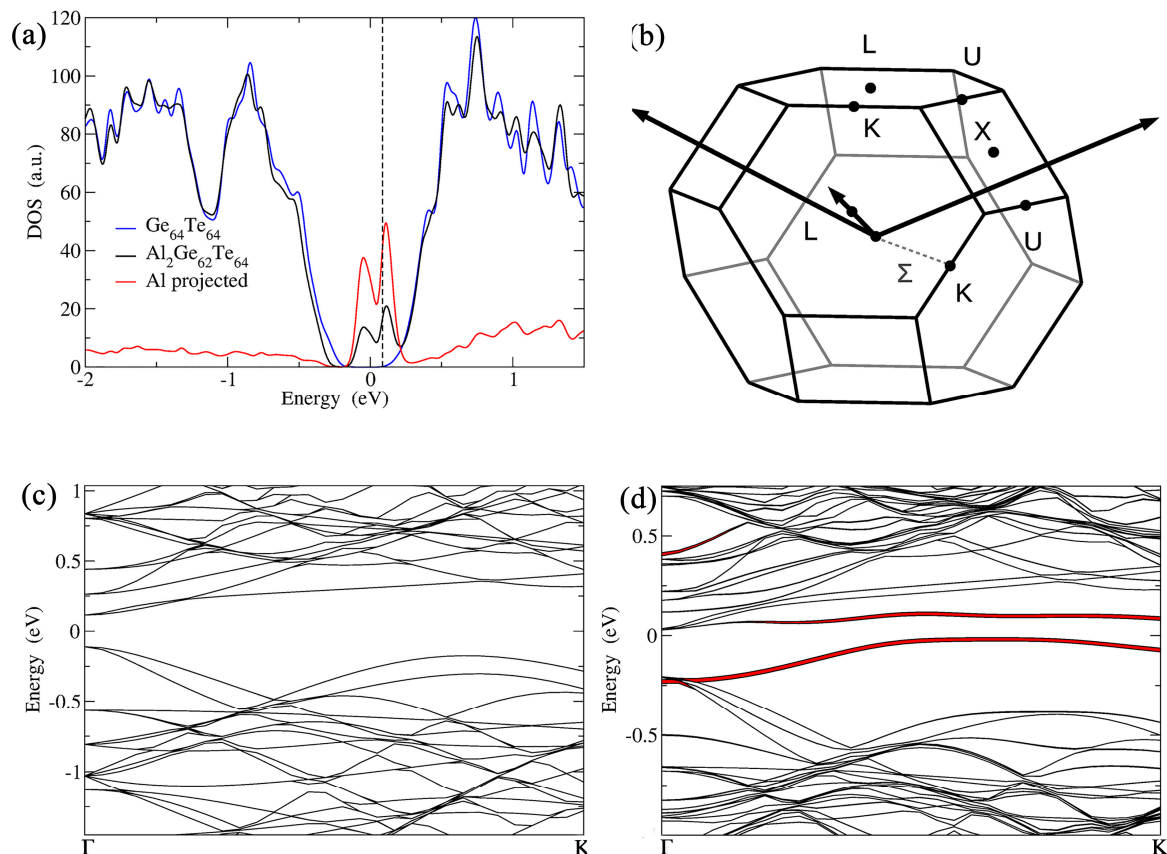 (a)
120
100
80
60
40
20
0
DOS (a.u.)
Ge64Te64
Al2Ge62Te64
Al projected
-2
-1
0
1
Energy (eV)
(b)
L
U
K
X
L
U
Σ
K
(c)
1
0.5
0
-0.5
-1
Energy (eV)
Γ
K
(d)
0.5
0
-0.5
Energy (eV)
Γ
K